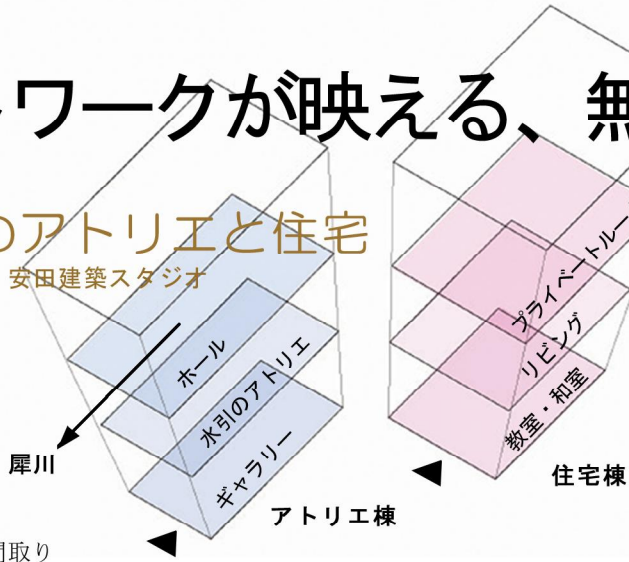 ワークが映える、無
のアトリエと住宅
安田建築スタジオ
プライベートルー
リビング
教室・和室
ホール
水引のアトリエ
ギャラリー
犀川
アトリエ棟
住宅棟
間取り